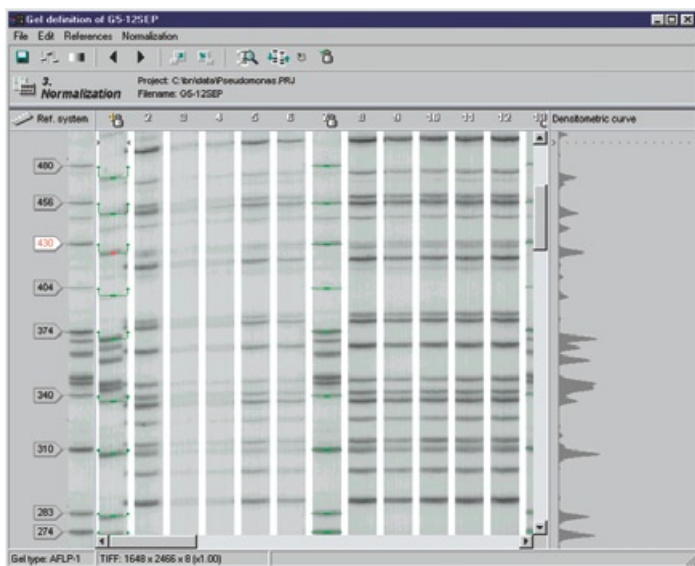 Gel definition of G5-12SEP
File Edit References Normalization
3.
Normalization
Project: C:\bn\data\Pseudomonas.PRJ
Filename: G5-12SEP
Ref. system 2 3 4 5 6 8 9 10 11 12 Densitometric curve
480
456
430
404
374
340
310
283
274
Gel type: AFLP-1 TIFF: 1648 x 2466 x 8 (x1.00)